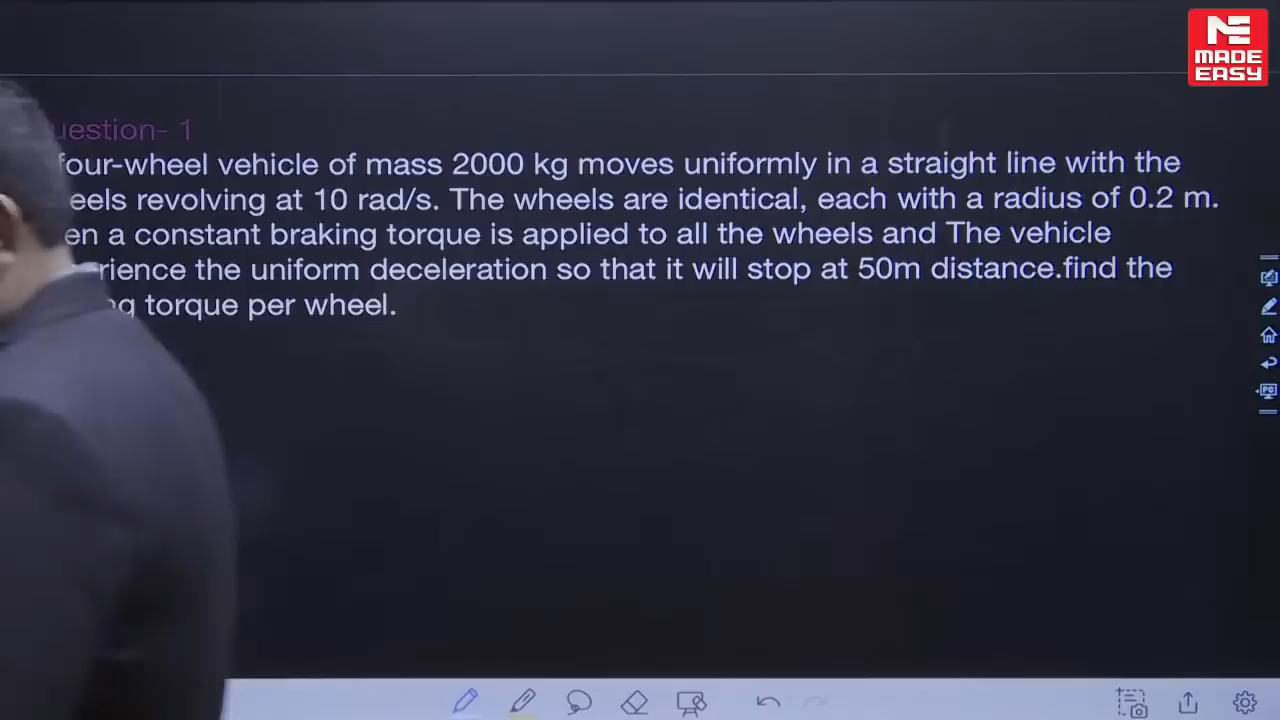 MADE
EASY
uestion- 1
four-wheel vehicle of mass 2000 kg moves uniformly in a straight line with the
eels revolving at 10 rad/s. The wheels are identical, each with a radius of 0.2 m.
en a constant braking torque is applied to all the wheels and The vehicle
rience the uniform deceleration so that it will stop at 50m distance.find the
g torque per wheel.
PC